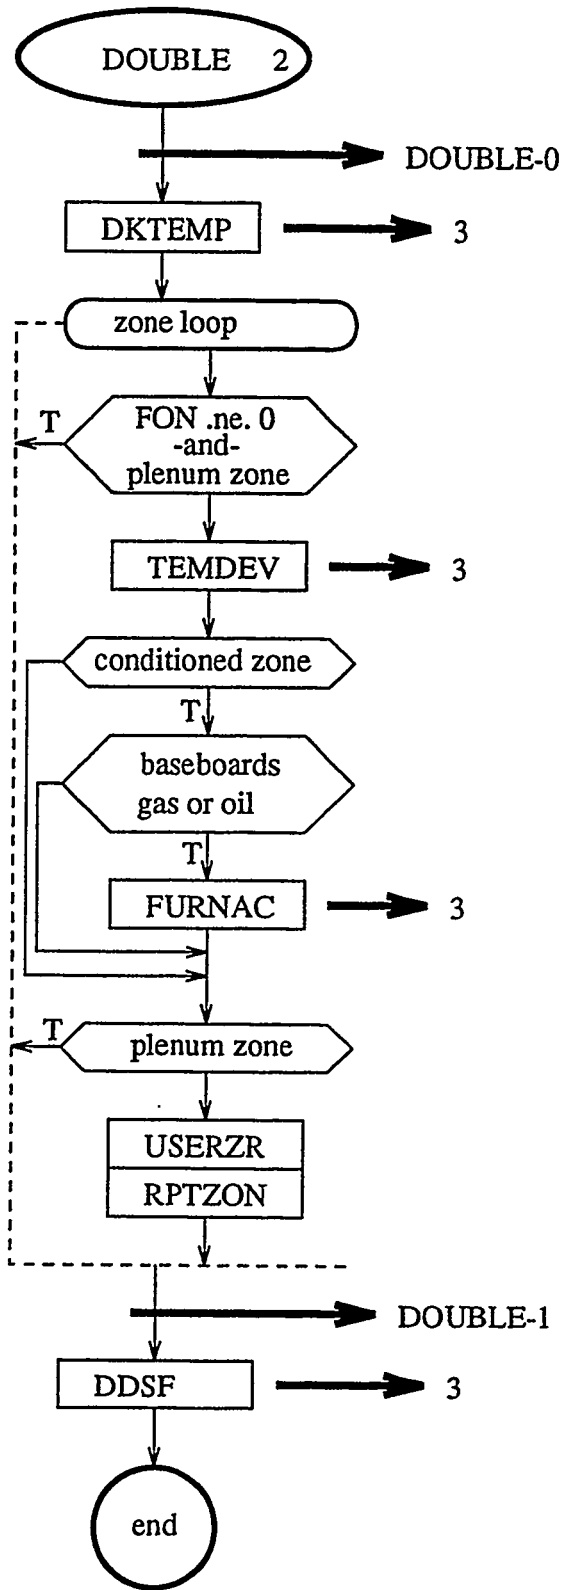 DOUBLE 2
DOUBLE-0
DKTEMP 3
zone loop
T FON .ne. 0
-and-
plenum zone
TEMDEV 3
conditioned zone
T
baseboards
gas or oil
T
FURNAC 3
T plenum zone
USERZR
RPTZON
DOUBLE-1
DDSF 3
end